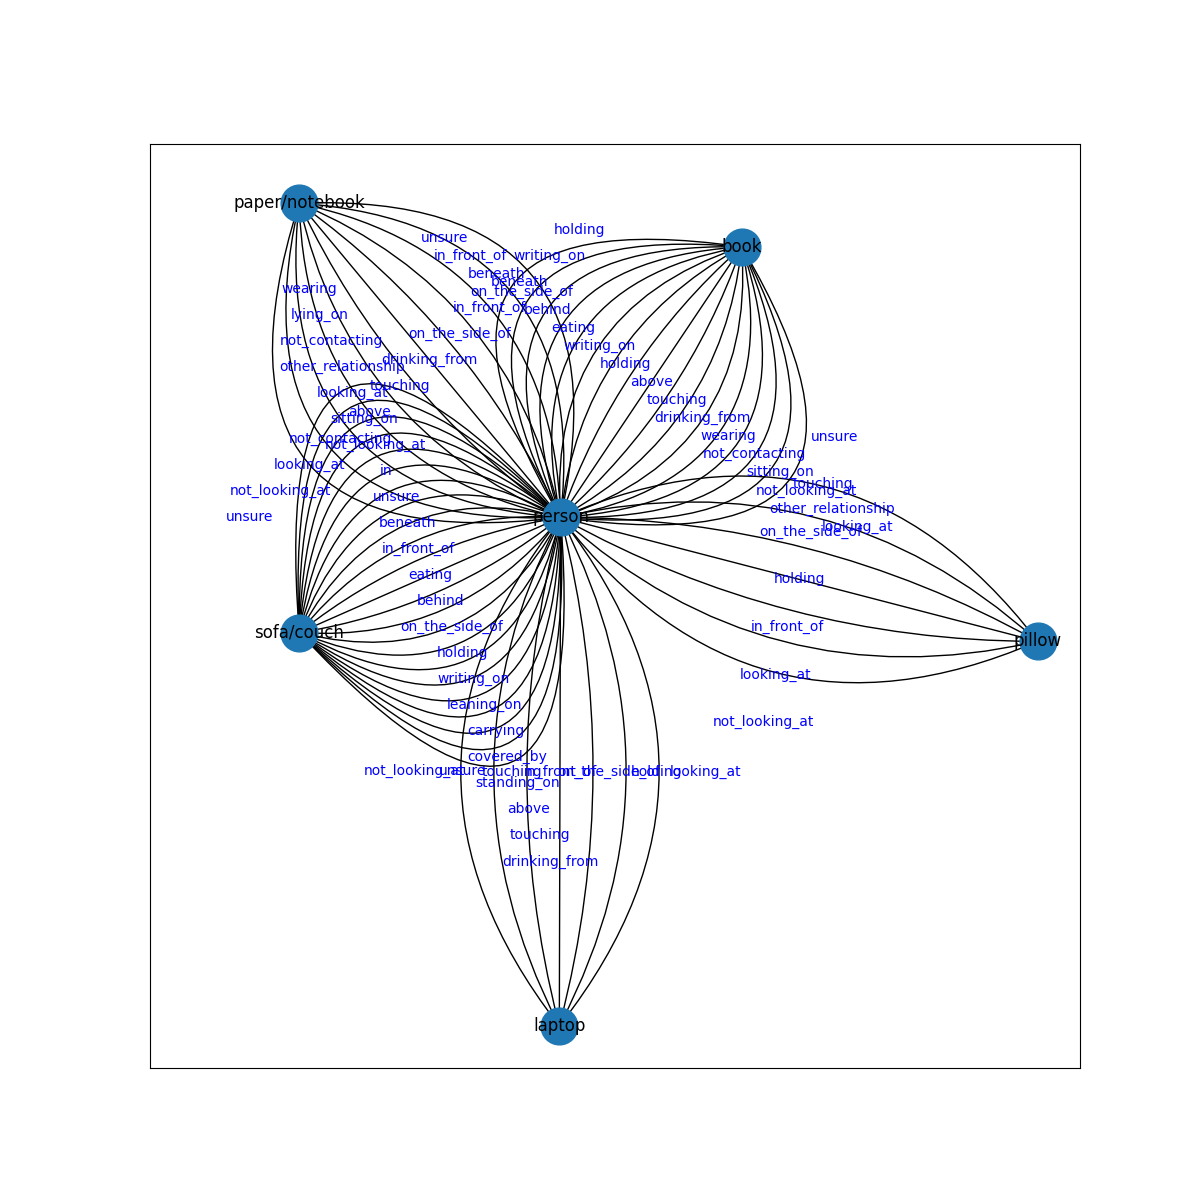 paper/notebook
holding
unsure
book
in_front_of
writing_on
beneath
beneath
wearing
on_the_side_of
in_front_of
behind
lying_on
eating
on_the_side_of
not_contacting
writing_on
drinking_from
holding
other_relationship
above
touching
looking_at
touching
above
sitting_on
drinking_from
wearing
unsure
not_contacting
not_looking_at
not_contacting
looking_at
in
sitting_on
touching
not_looking_at
not_looking_at
unsure
other_relationship
unsure
person
beneath
looking_at
on_the_side_of
in_front_of
eating
holding
behind
on_the_side_of
in_front_of
sofa/couch
pillow
holding
looking_at
writing_on
leaning_on
not_looking_at
carrying
covered_by
not_looking_at
unsure
touching
in_front_of
on_the_side_of
holding
looking_at
standing_on
above
touching
drinking_from
laptop